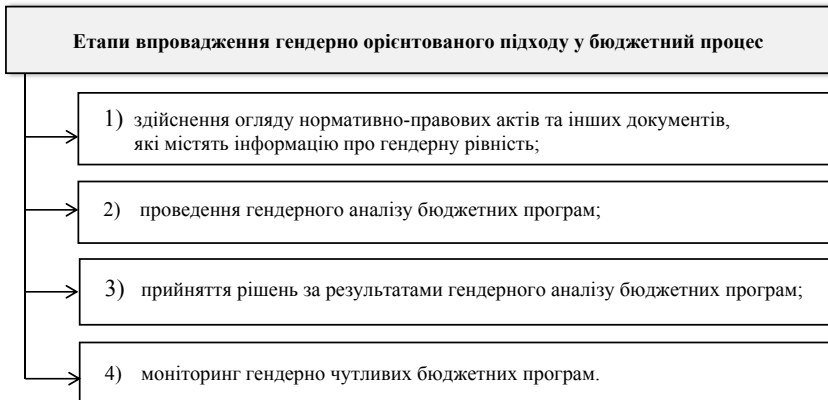 Етапи впровадження гендерно орієнтованого підходу у бюджетний процес
1) здійснення огляду нормативно-правових актів та інших документів,
які містять інформацію про гендерну рівність;
2) проведення гендерного аналізу бюджетних програм;
3) прийняття рішень за результатами гендерного аналізу бюджетних програм;
4) моніторинг гендерно чутливих бюджетних програм.